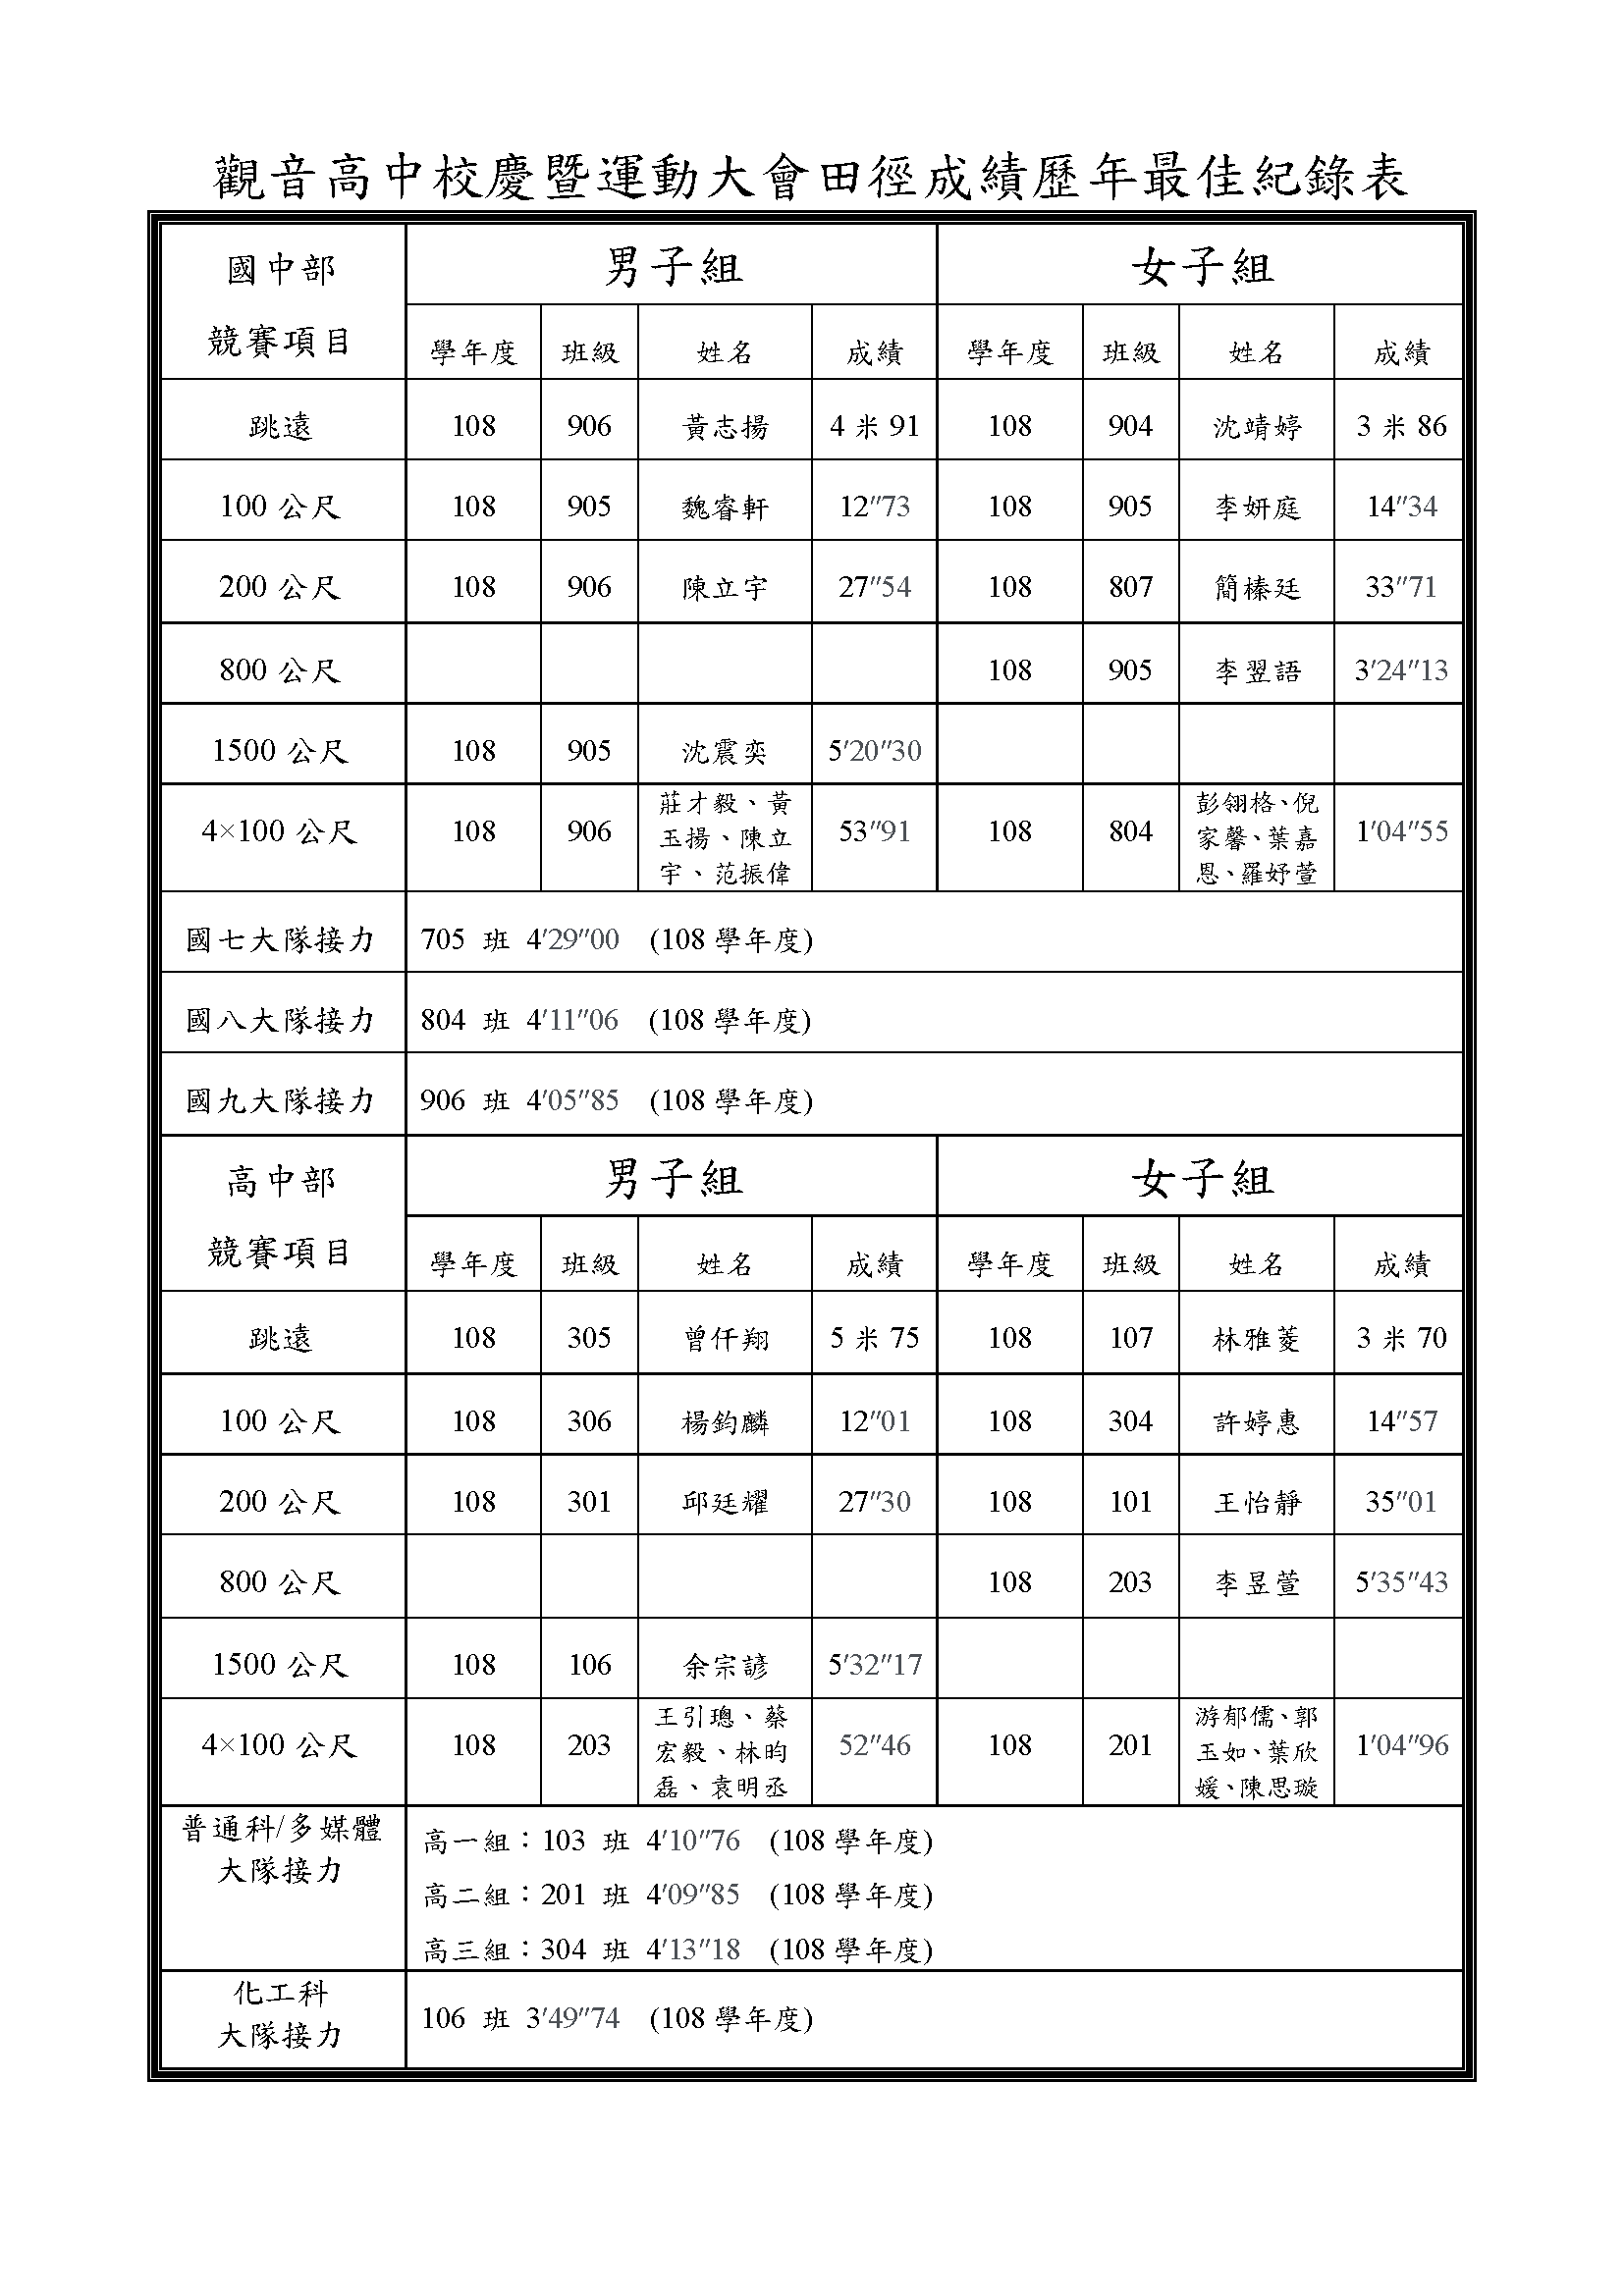 觀音高中校慶暨運動大會田徑成績歷年最佳紀錄表
國中部 男子組 女子組
競賽項目 學年度 班級 姓名 成績 學年度 班級 姓名 成績
跳遠 108 906 黃志揚 4 米 91 108 904 沈靖婷 3 米 86
100 公尺 108 905 魏睿軒 12″73 108 905 李妍庭 14″34
200 公尺 108 906 陳立宇 27″54 108 807 簡榛廷 33″71
800 公尺 108 905 李翌語 3′24″13
1500 公尺 108 905 沈震奕 5′20″30
4×100 公尺 108 906 莊才毅、黃
玉揚、陳立
宇、范振偉 53″91 108 804 彭翎格、倪
家馨、葉嘉
恩、羅妤萱 1′04″55
國七大隊接力 705 班 4′29″00 (108 學年度)
國八大隊接力 804 班 4′11″06 (108 學年度)
國九大隊接力 906 班 4′05″85 (108 學年度)
高中部 男子組 女子組
競賽項目 學年度 班級 姓名 成績 學年度 班級 姓名 成績
跳遠 108 305 曾仟翔 5 米 75 108 107 林雅菱 3 米 70
100 公尺 108 306 楊鈞麟 12″01 108 304 許婷惠 14″57
200 公尺 108 301 邱廷耀 27″30 108 101 王怡靜 35″01
800 公尺 108 203 李昱萱 5′35″43
1500 公尺 108 106 余宗諺 5′32″17
4×100 公尺 108 203 王引璁、蔡
宏毅、林昀
磊、袁明丞 52″46 108 201 游郁儒、郭
玉如、葉欣
媛、陳思璇 1′04″96
普通科/多媒體
大隊接力
高一組：103 班 4′10″76 (108 學年度)
高二組：201 班 4′09″85 (108 學年度)
高三組：304 班 4′13″18 (108 學年度)
化工科
大隊接力
106 班 3′49″74 (108 學年度)